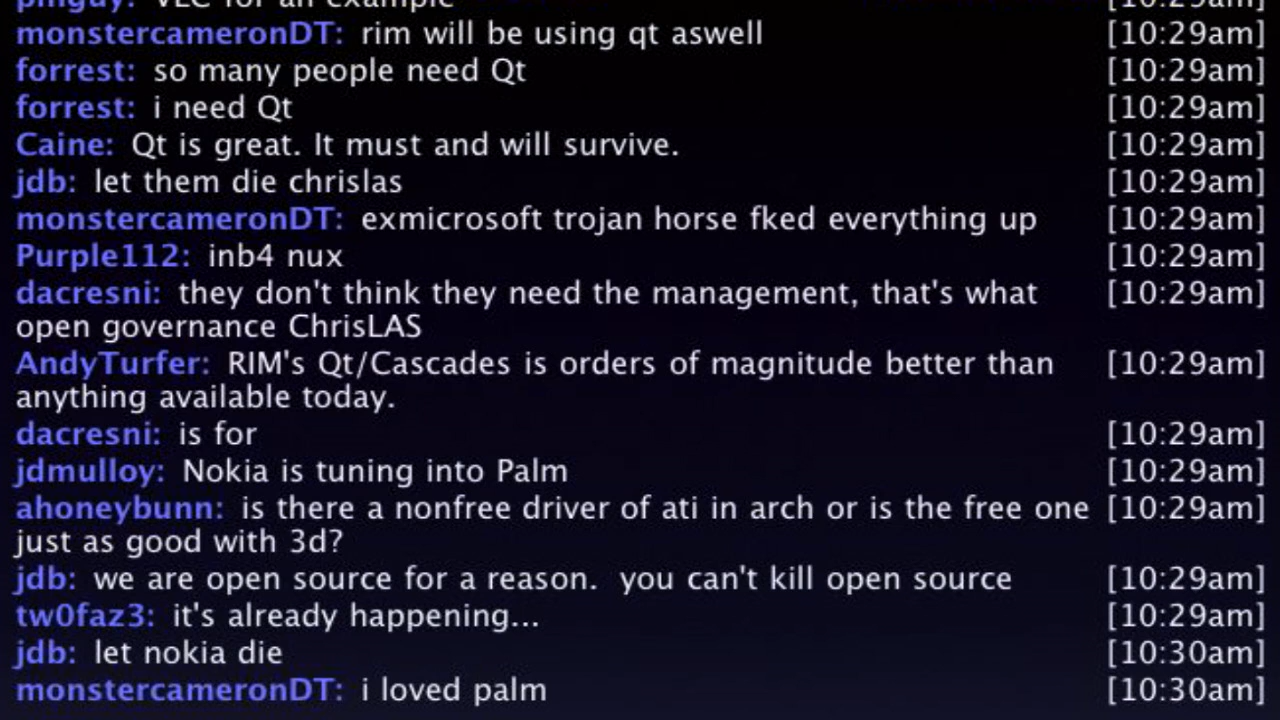 pinguy: VLC for an example [10:29am]
monstercameronDT: rim will be using qt aswell [10:29am]
forrest: so many people need Qt [10:29am]
forrest: i need Qt [10:29am]
Caine: Qt is great. It must and will survive. [10:29am]
jdb: let them die chrislas [10:29am]
monstercameronDT: exmicrosoft trojan horse fked everything up [10:29am]
Purple112: inb4 nux [10:29am]
dacresni: they don't think they need the management, that's what [10:29am]
open governance ChrisLAS
AndyTurfer: RIM's Qt/Cascades is orders of magnitude better than [10:29am]
anything available today.
dacresni: is for [10:29am]
jdmulloy: Nokia is tuning into Palm [10:29am]
ahoneybunn: is there a nonfree driver of ati in arch or is the free one [10:29am]
just as good with 3d?
jdb: we are open source for a reason.  you can't kill open source [10:29am]
tw0faz3: it's already happening... [10:29am]
jdb: let nokia die [10:30am]
monstercameronDT: i loved palm [10:30am]